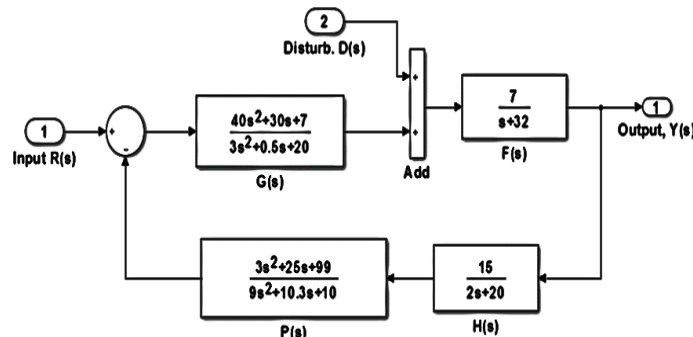 2
Disturb. D(s)
1
Input R(s)
+
-
40s²+30s+7
3s²+0.5s+20
G(s)
+
+
Add
7
s+32
F(s)
1
Output, Y(s)
3s²+25s+99
9s²+10.3s+10
P(s)
15
2s+20
H(s)